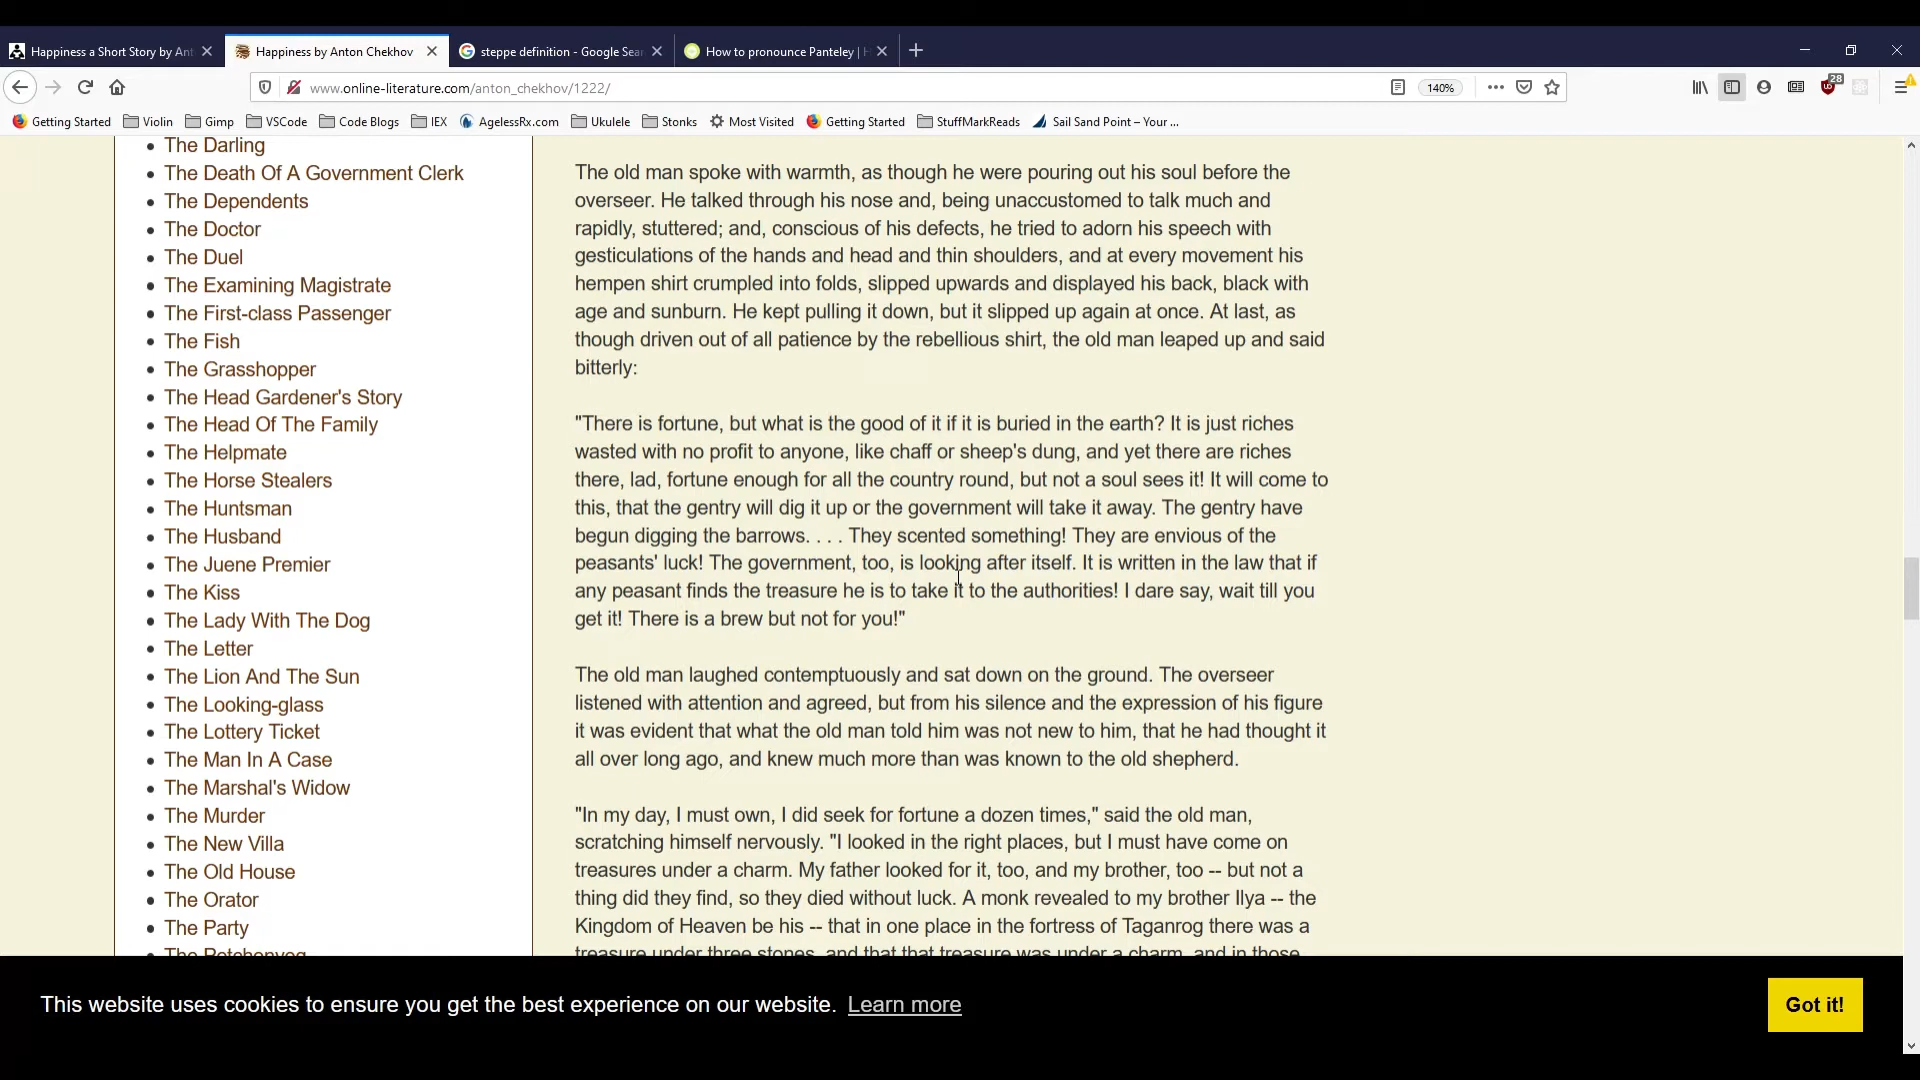 Happiness a Short Story by Ant
Happiness by Anton Chekhov
steppe definition - Google Sea
How to pronounce Panteley | H
www.online-literature.com/anton_chekhov/1222/
140%
28
Getting Started
Violin
Gimp
VSCode
Code Blogs
IEX
AgelessRx.com
Ukulele
Stonks
Most Visited
Getting Started
StuffMarkReads
Sail Sand Point – Your ...
The Darling
The Death Of A Government Clerk
The Dependents
The Doctor
The Duel
The Examining Magistrate
The First-class Passenger
The Fish
The Grasshopper
The Head Gardener's Story
The Head Of The Family
The Helpmate
The Horse Stealers
The Huntsman
The Husband
The Juene Premier
The Kiss
The Lady With The Dog
The Letter
The Lion And The Sun
The Looking-glass
The Lottery Ticket
The Man In A Case
The Marshal's Widow
The Murder
The New Villa
The Old House
The Orator
The Party
The old man spoke with warmth, as though he were pouring out his soul before the
overseer. He talked through his nose and, being unaccustomed to talk much and
rapidly, stuttered; and, conscious of his defects, he tried to adorn his speech with
gesticulations of the hands and head and thin shoulders, and at every movement his
hempen shirt crumpled into folds, slipped upwards and displayed his back, black with
age and sunburn. He kept pulling it down, but it slipped up again at once. At last, as
though driven out of all patience by the rebellious shirt, the old man leaped up and said
bitterly:
"There is fortune, but what is the good of it if it is buried in the earth? It is just riches
wasted with no profit to anyone, like chaff or sheep's dung, and yet there are riches
there, lad, fortune enough for all the country round, but not a soul sees it! It will come to
this, that the gentry will dig it up or the government will take it away. The gentry have
begun digging the barrows. . . . They scented something! They are envious of the
peasants' luck! The government, too, is looking after itself. It is written in the law that if
any peasant finds the treasure he is to take it to the authorities! I dare say, wait till you
get it! There is a brew but not for you!"
The old man laughed contemptuously and sat down on the ground. The overseer
listened with attention and agreed, but from his silence and the expression of his figure
it was evident that what the old man told him was not new to him, that he had thought it
all over long ago, and knew much more than was known to the old shepherd.
"In my day, I must own, I did seek for fortune a dozen times," said the old man,
scratching himself nervously. "I looked in the right places, but I must have come on
treasures under a charm. My father looked for it, too, and my brother, too -- but not a
thing did they find, so they died without luck. A monk revealed to my brother Ilya -- the
Kingdom of Heaven be his -- that in one place in the fortress of Taganrog there was a
treasure under three stones, and that that treasure was under a charm, and in those
This website uses cookies to ensure you get the best experience on our website. Learn more
Got it!